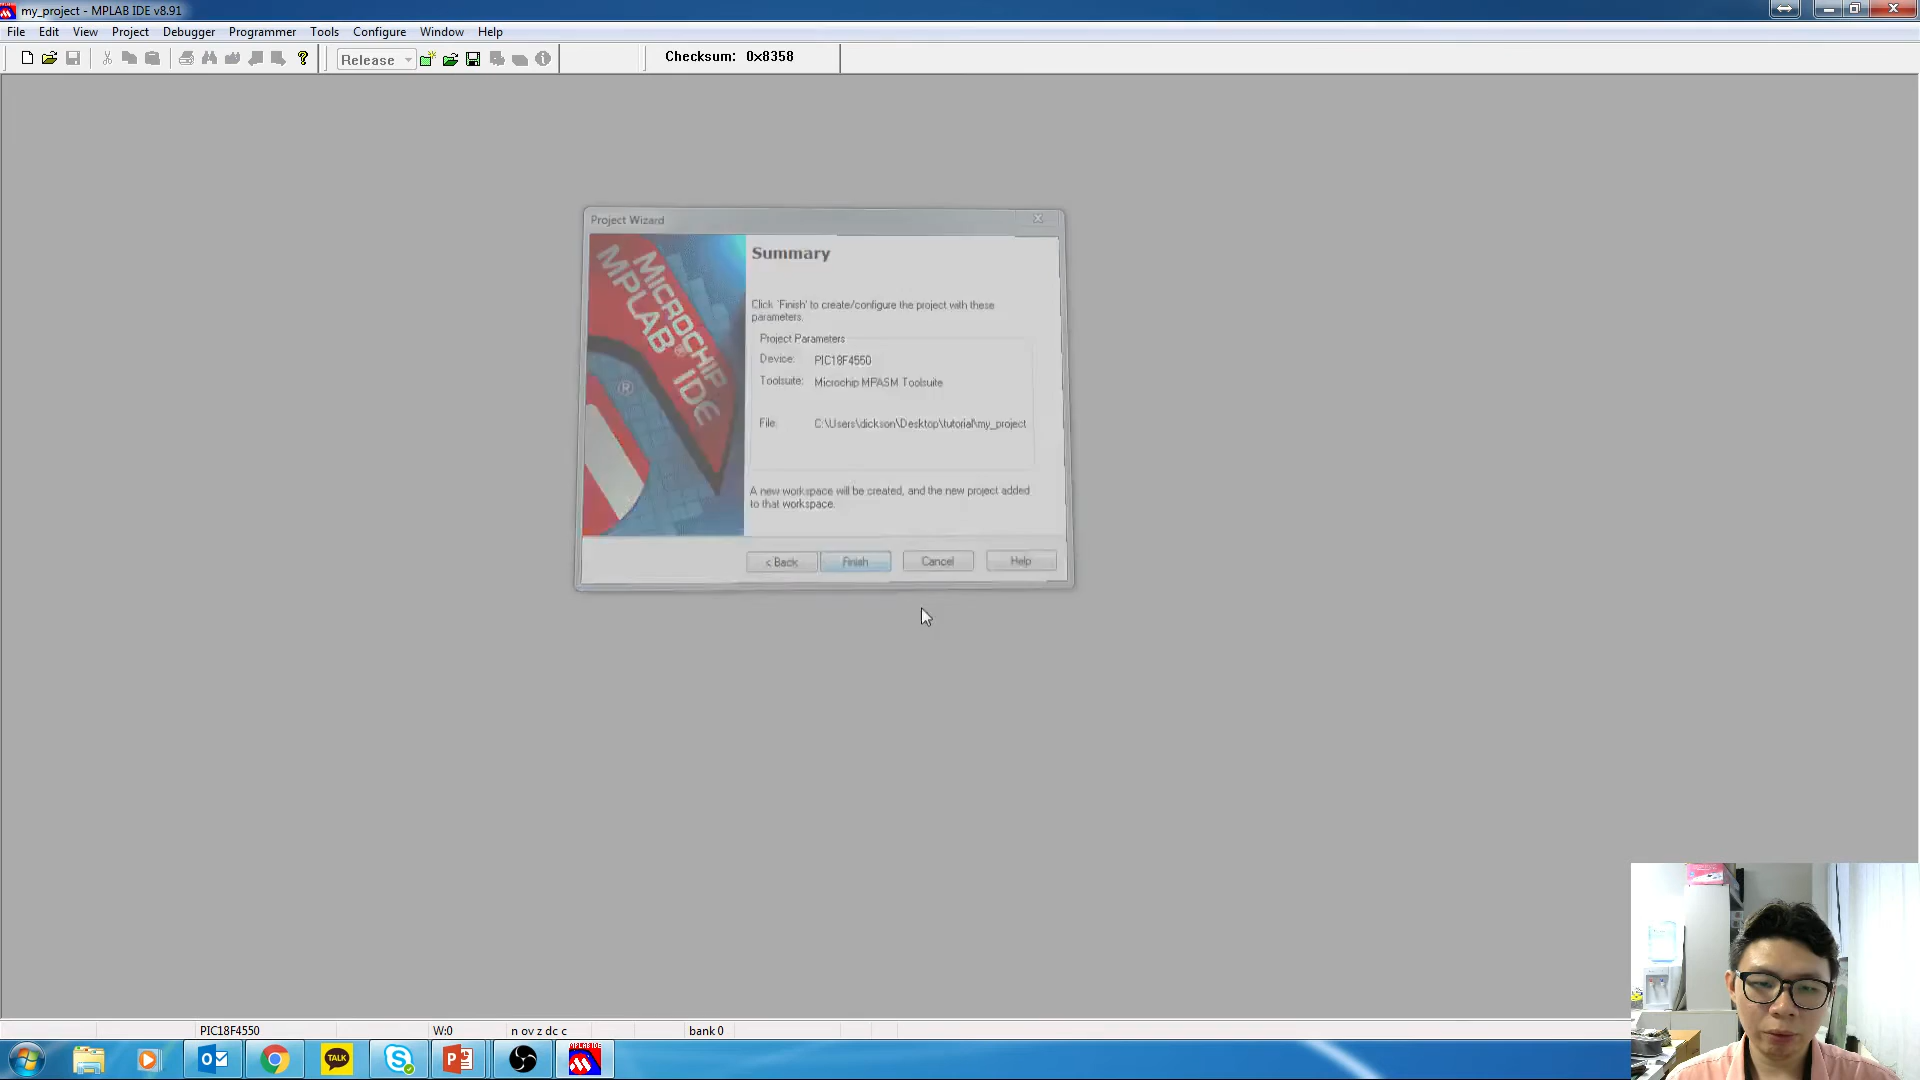 my_project - MPLAB IDE v8.91
File Edit View Project Debugger Programmer Tools Configure Window Help
Release
Checksum: 0x8358
Project Wizard
MICROCHIP
MPLAB® IDE
®
Summary
Click 'Finish' to create/configure the project with these
parameters.
Project Parameters
Device: PIC18F4550
Toolsuite: Microchip MPASM Toolsuite
File: C:\Users\dickson\Desktop\tutorial\my_project
A new workspace will be created, and the new project added
to that workspace.
< Back Finish Cancel Help
PIC18F4550 W:0 n ov z dc c bank 0
TALK